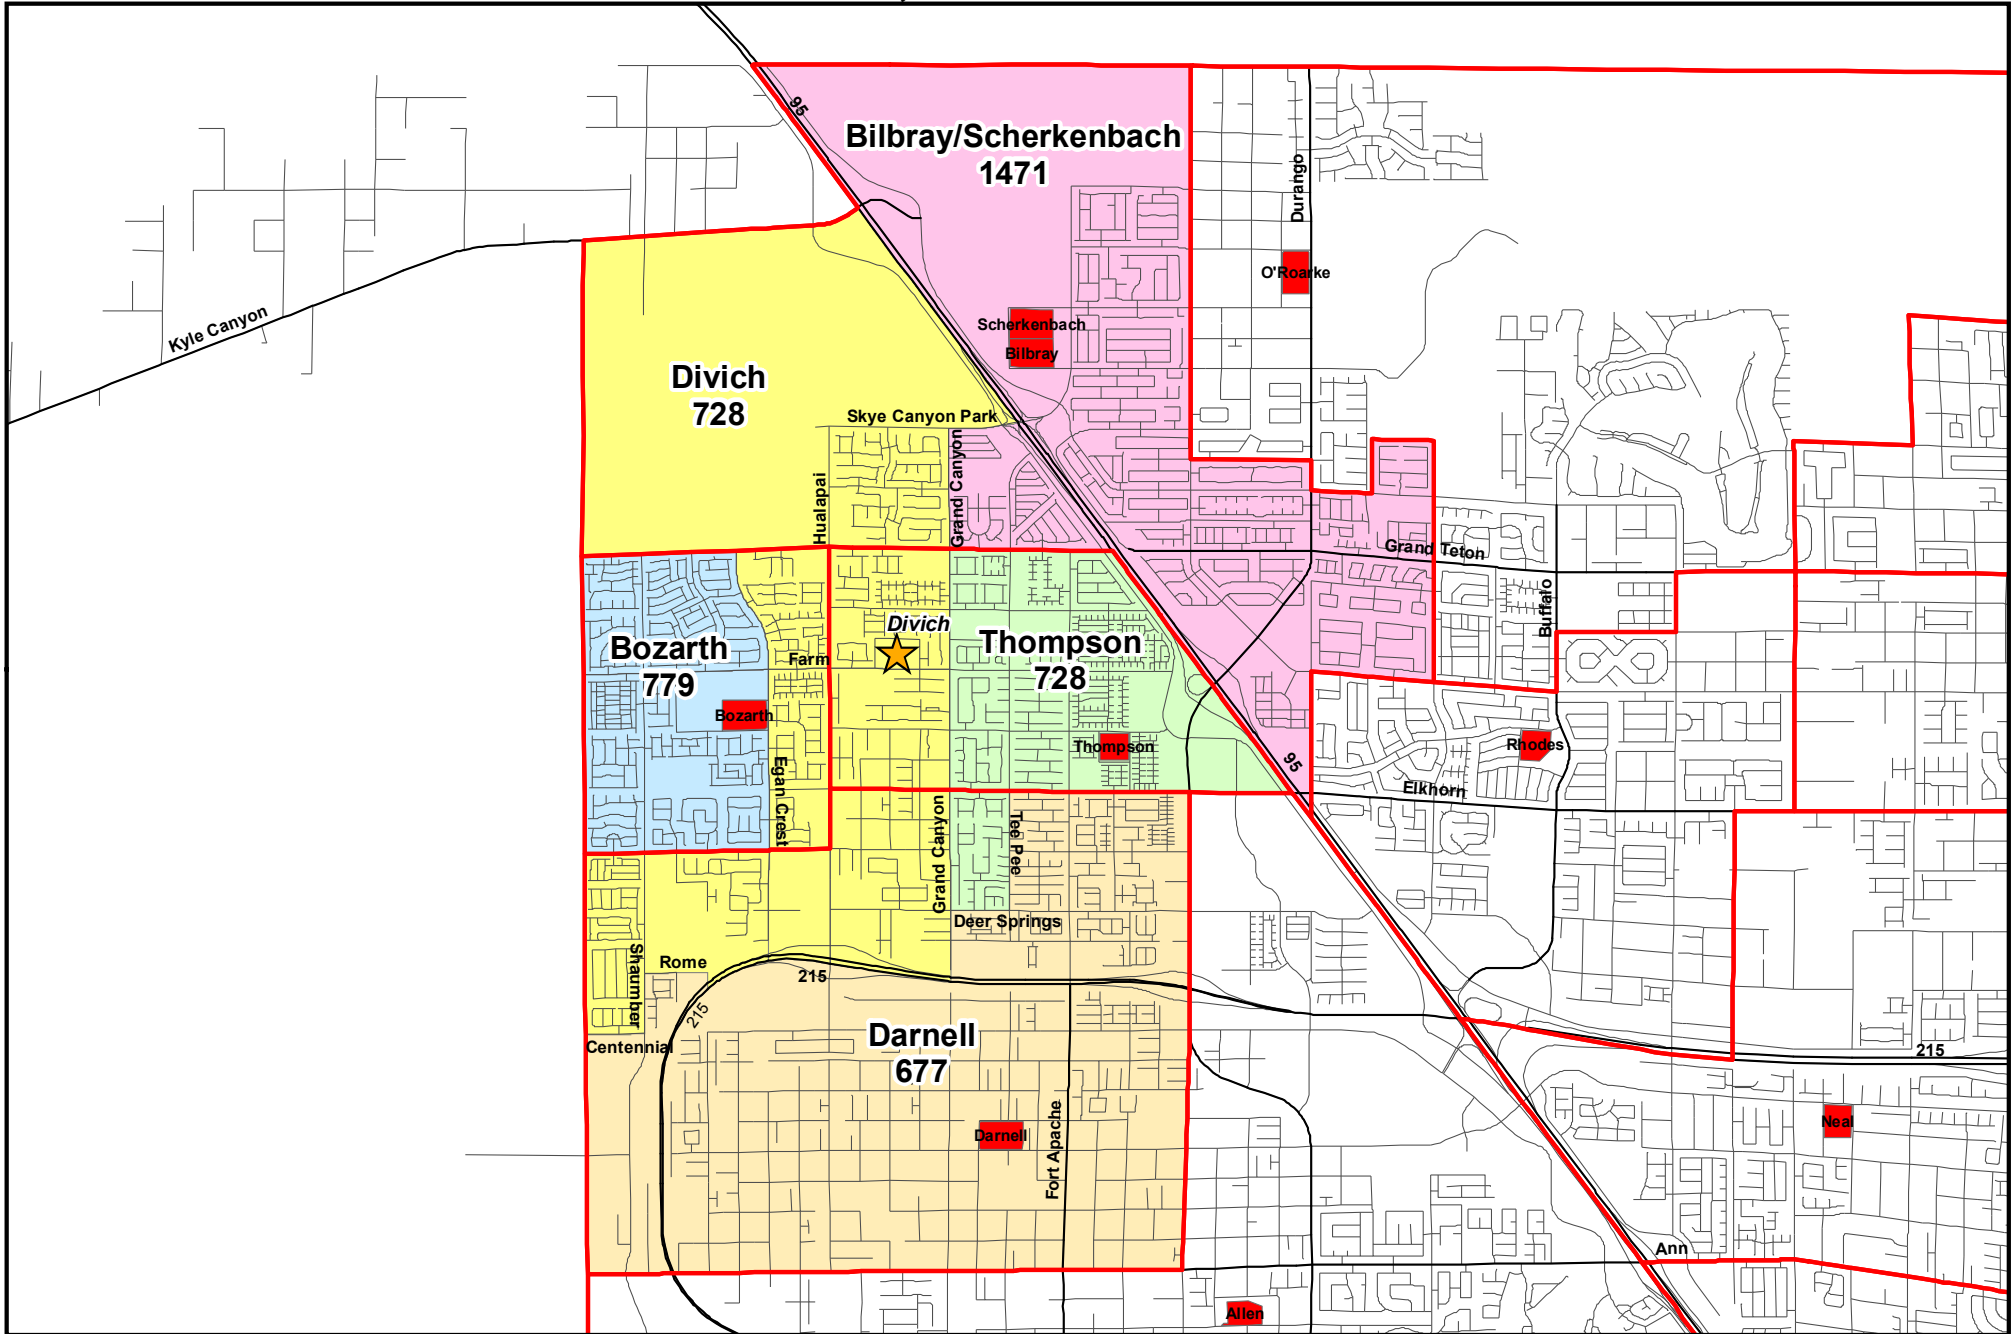 95
Bilbray/Scherkenbach
1471
Durango
O'Roarke
Kyle Canyon
Scherkenbach
Bilbray
Divich
728
Skye Canyon Park
Hualapai
Grand Canyon
Grand Teton
Buffalo
Divich
Bozarth
779
Farm
Thompson
728
Bozarth
Thompson
Rhodes
95
Egan Crest
Elkhorn
Grand Canyon
Tee Pee
Deer Springs
Shaumber
Rome
215
215
Centennial
Darnell
677
215
Fort Apache
Darnell
Neal
Ann
Allen